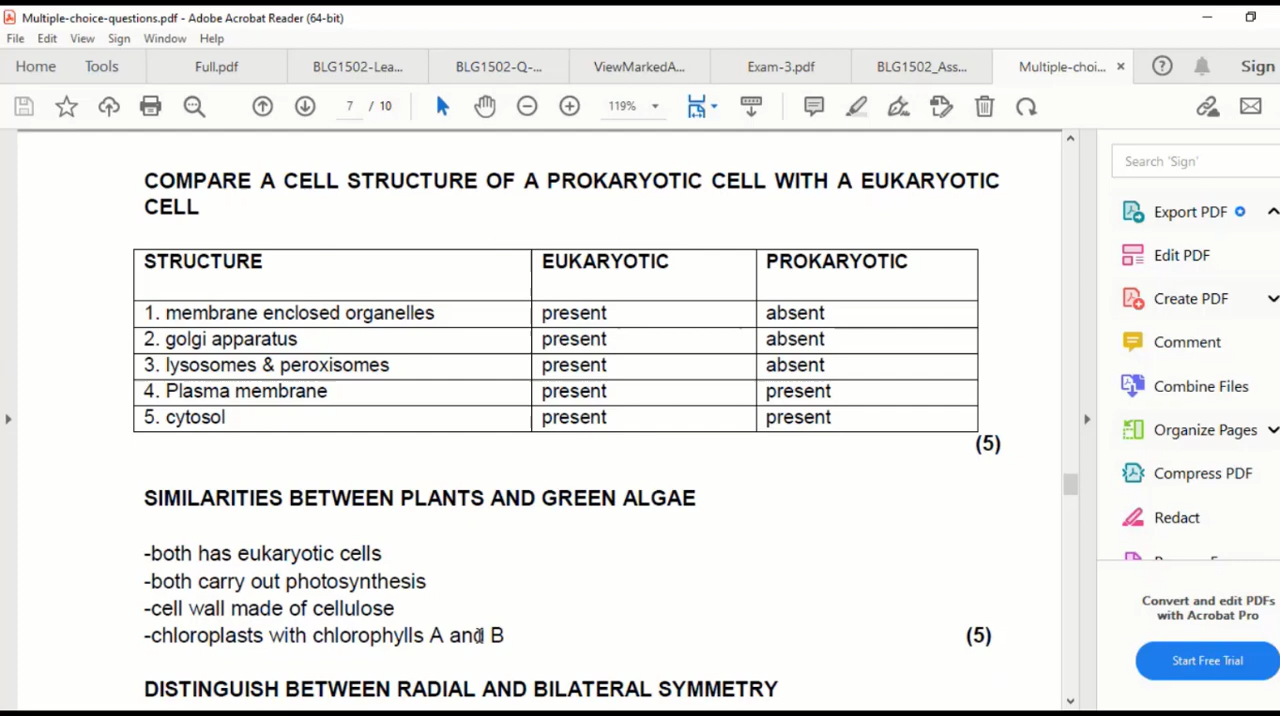 Multiple-choice-questions.pdf - Adobe Acrobat Reader (64-bit)
File Edit View Sign Window Help
Home Tools Full.pdf BLG1502-Lea... BLG1502-Q-... ViewMarkedA... Exam-3.pdf BLG1502_Ass... Multiple-choi... × ? Sign
7 / 10 119%
Search 'Sign'
Export PDF
Edit PDF
Create PDF
Comment
Combine Files
Organize Pages
Compress PDF
Redact
Convert and edit PDFs
with Acrobat Pro
Start Free Trial
COMPARE A CELL STRUCTURE OF A PROKARYOTIC CELL WITH A EUKARYOTIC
CELL
STRUCTURE EUKARYOTIC PROKARYOTIC
1. membrane enclosed organelles present absent
2. golgi apparatus present absent
3. lysosomes & peroxisomes present absent
4. Plasma membrane present present
5. cytosol present present
(5)
SIMILARITIES BETWEEN PLANTS AND GREEN ALGAE
-both has eukaryotic cells
-both carry out photosynthesis
-cell wall made of cellulose
-chloroplasts with chlorophylls A and B (5)
DISTINGUISH BETWEEN RADIAL AND BILATERAL SYMMETRY